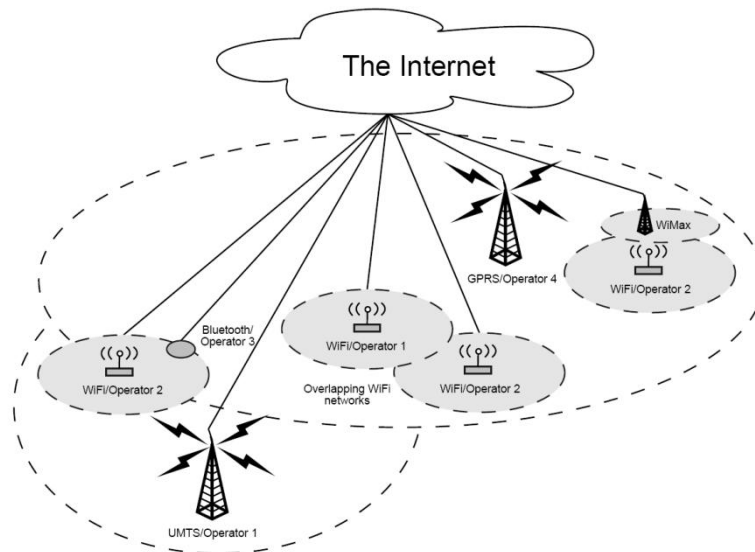 The Internet
WiMax
GPRS/Operator 4
WiFi/Operator 2
Bluetooth/
Operator 3
WiFi/Operator 1
WiFi/Operator 2
Overlapping WiFi
networks
WiFi/Operator 2
UMTS/Operator 1